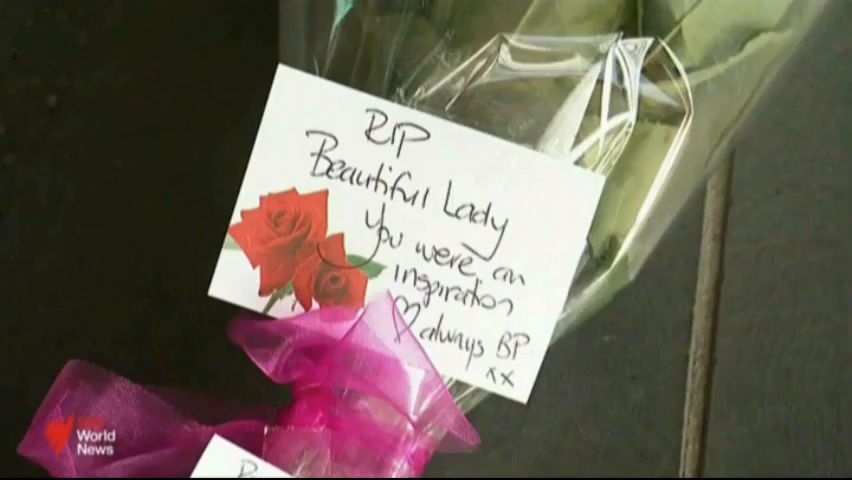 RIP
Beautiful Lady
You were an
inspiration
always BP
xx
World
News